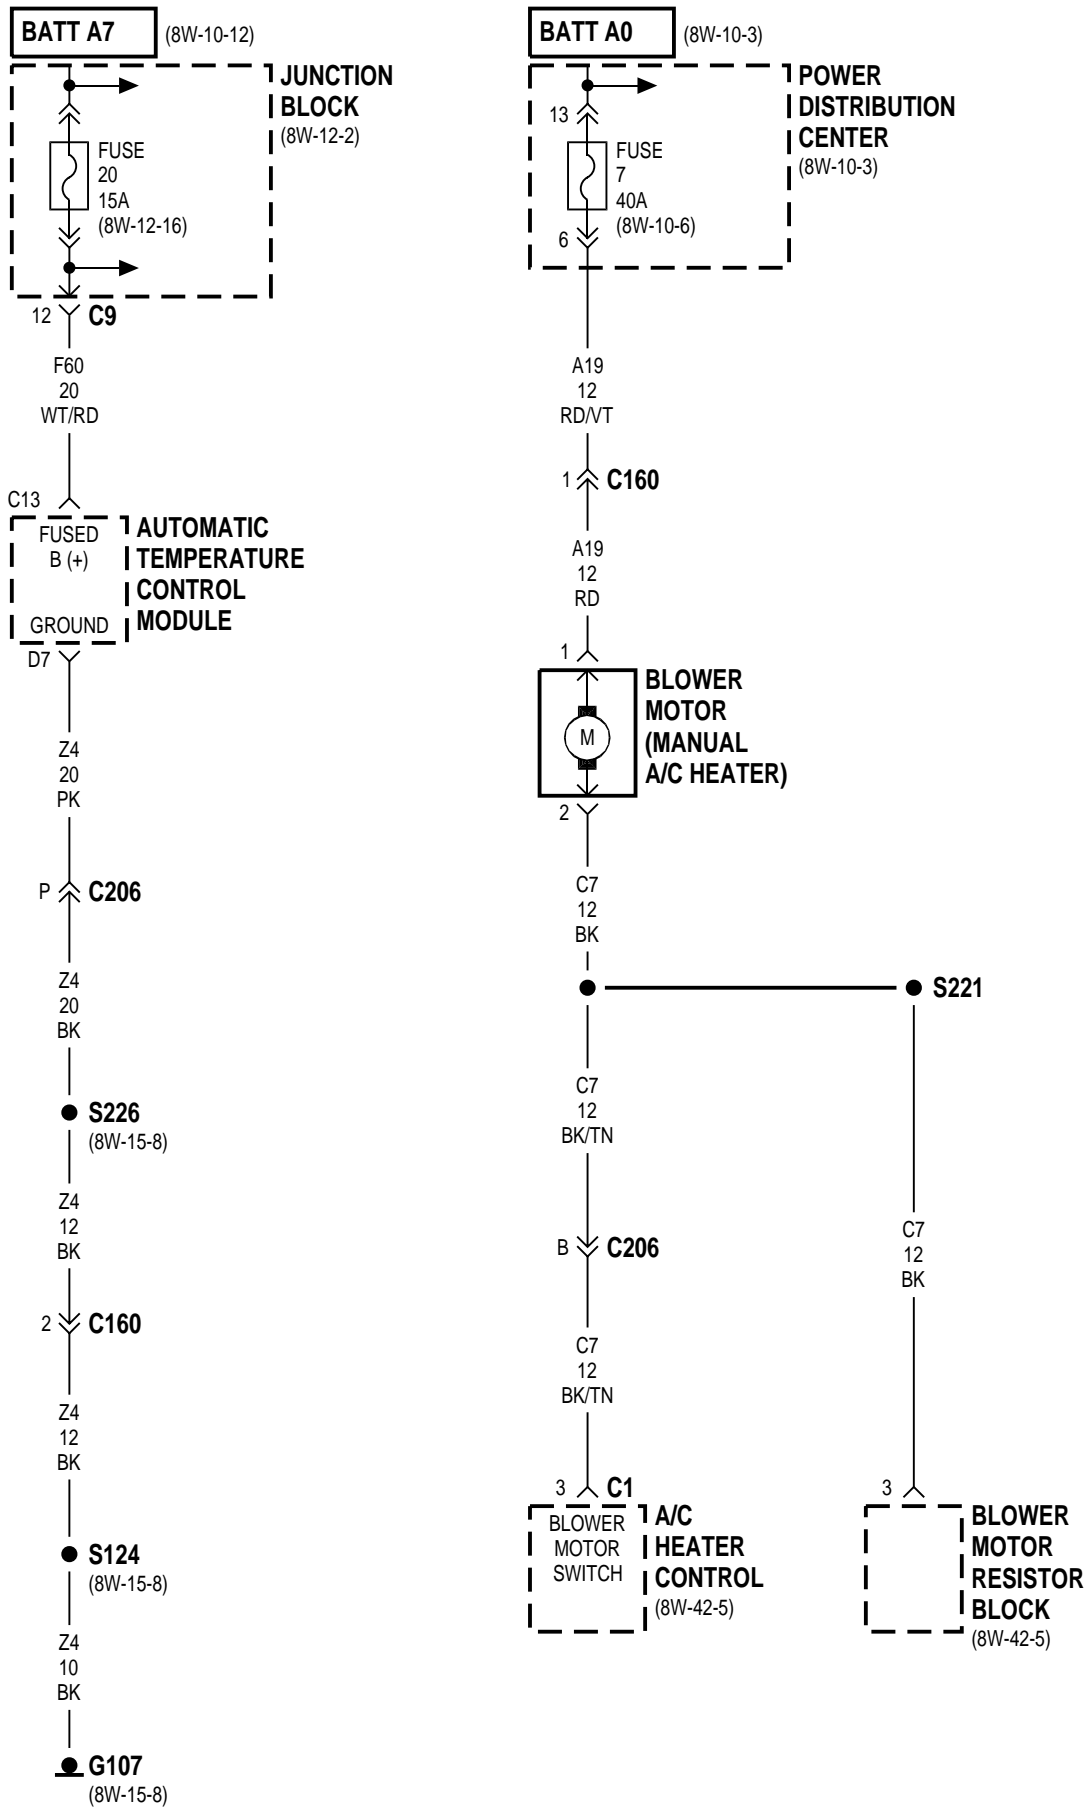 BATT A7
(8W-10-12)
JUNCTION
BLOCK
(8W-12-2)
FUSE
20
15A
(8W-12-16)
12
C9
F60
20
WT/RD
C13
FUSED
B (+)
GROUND
AUTOMATIC
TEMPERATURE
CONTROL
MODULE
D7
Z4
20
PK
P
C206
Z4
20
BK
S226
(8W-15-8)
Z4
12
BK
2
C160
Z4
12
BK
S124
(8W-15-8)
Z4
10
BK
G107
(8W-15-8)
BATT A0
(8W-10-3)
POWER
DISTRIBUTION
CENTER
(8W-10-3)
13
FUSE
7
40A
(8W-10-6)
6
A19
12
RD/VT
1
C160
A19
12
RD
1
M
BLOWER
MOTOR
(MANUAL
A/C HEATER)
2
C7
12
BK
S221
C7
12
BK/TN
B
C206
C7
12
BK/TN
3
C1
BLOWER
MOTOR
SWITCH
A/C
HEATER
CONTROL
(8W-42-5)
C7
12
BK
3
BLOWER
MOTOR
RESISTOR
BLOCK
(8W-42-5)